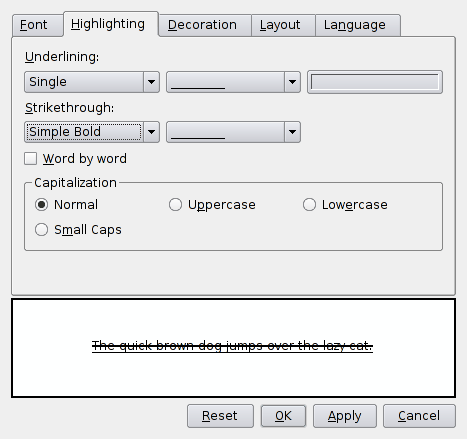 Font Highlighting Decoration Layout Language
Underlining:
Single
Strikethrough:
Simple Bold
Word by word
Capitalization
Normal Uppercase Lowercase
Small Caps
The quick brown dog jumps over the lazy cat.
Reset OK Apply Cancel